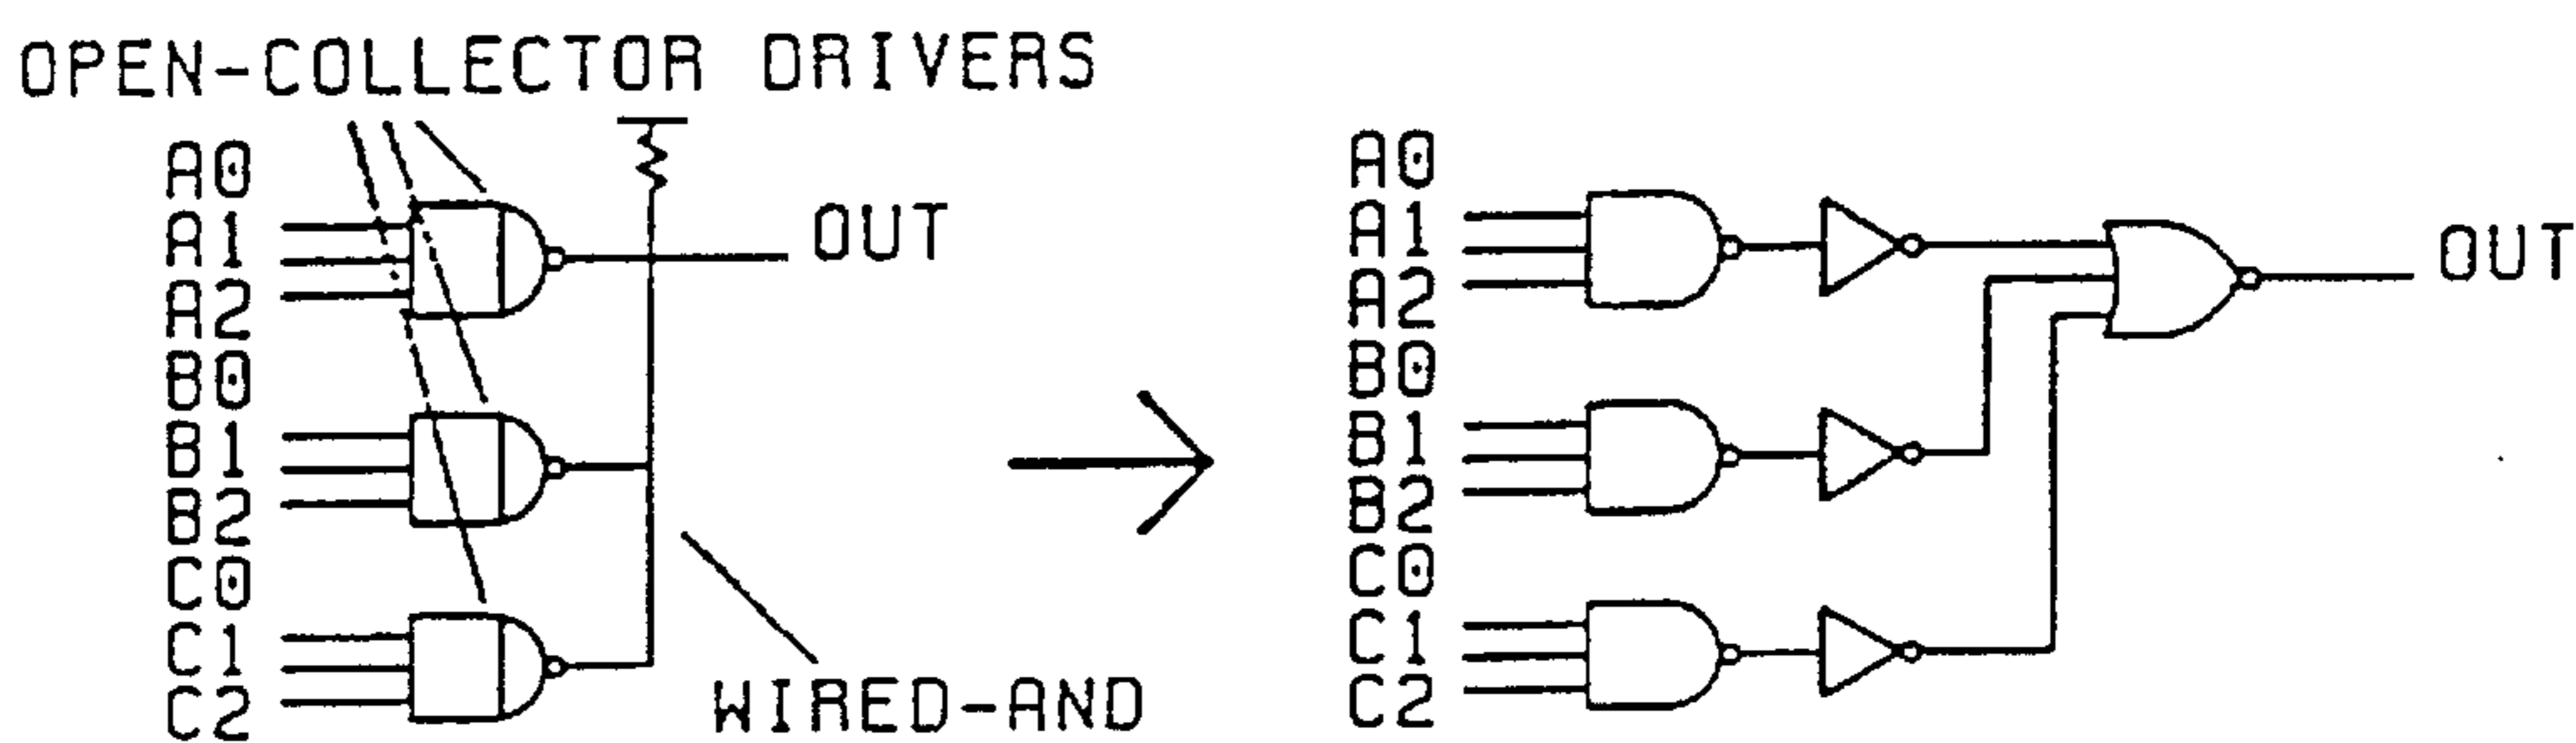 OPEN-COLLECTOR DRIVERS
A0
A1
A2
B0
B1
B2
C0
C1
C2
OUT
WIRED-AND
A0
A1
A2
B0
B1
B2
C0
C1
C2
OUT